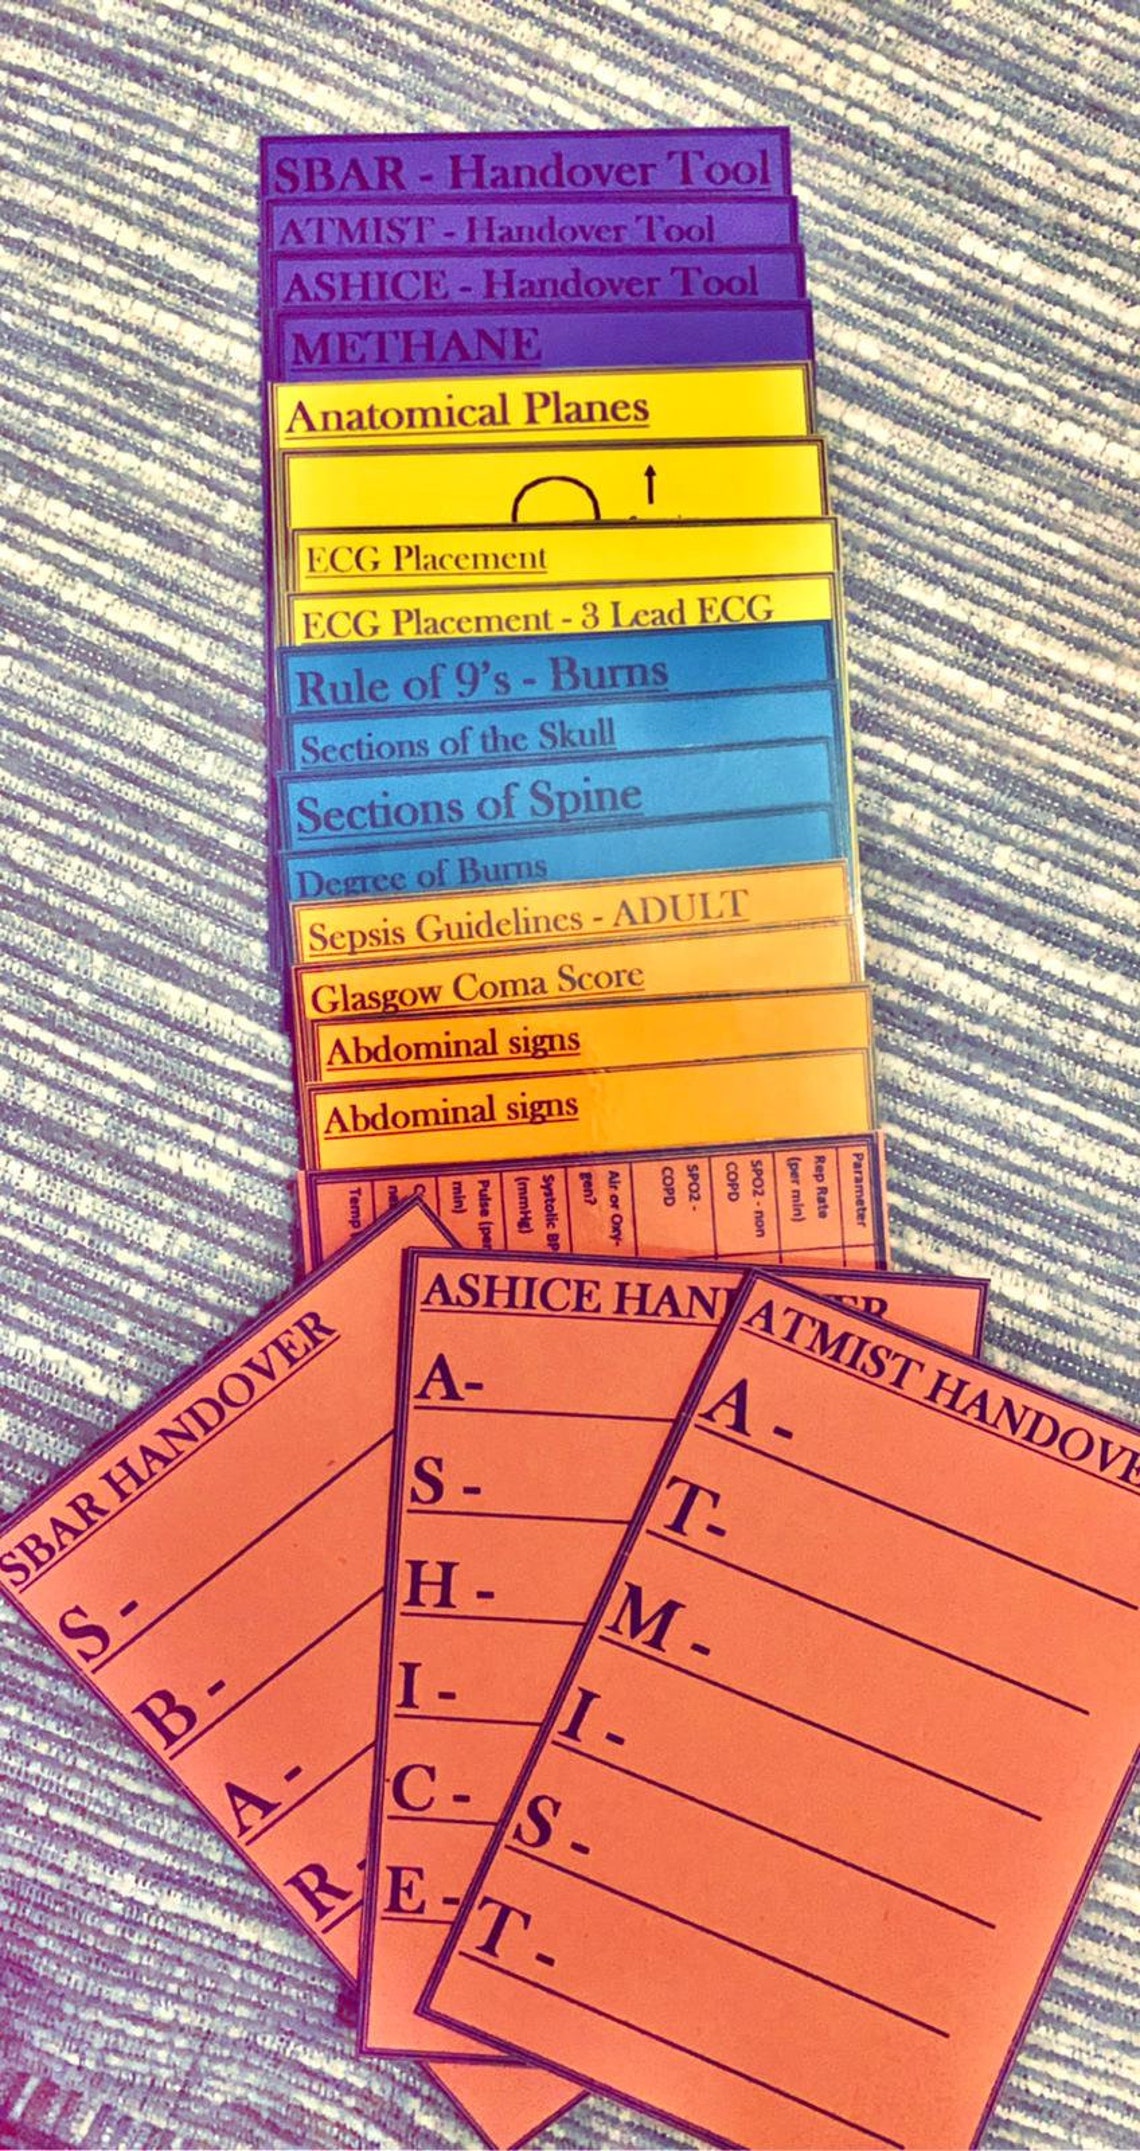 SBAR - Handover Tool
ATMIST - Handover Tool
ASHICE - Handover Tool
METHANE
Anatomical Planes
ECG Placement
ECG Placement - 3 Lead ECG
Rule of 9's - Burns
Sections of the Skull
Sections of Spine
Degree of Burns
Sepsis Guidelines - ADULT
Glasgow Coma Score
Abdominal signs
Abdominal signs
Parameter
Rep Rate
(per min)
SPO2 - non
COPD
SPO2 -
COPD
Air or Oxy-
gen?
Systolic BP
(mmHg)
Pulse (per
min)
Temp
SBAR HANDOVER
S -
B -
A -
R -
ASHICE HAN ER
A-
S -
H -
I -
C -
E -
ATMIST HANDOVE
A -
T-
M -
I -
S -
T -